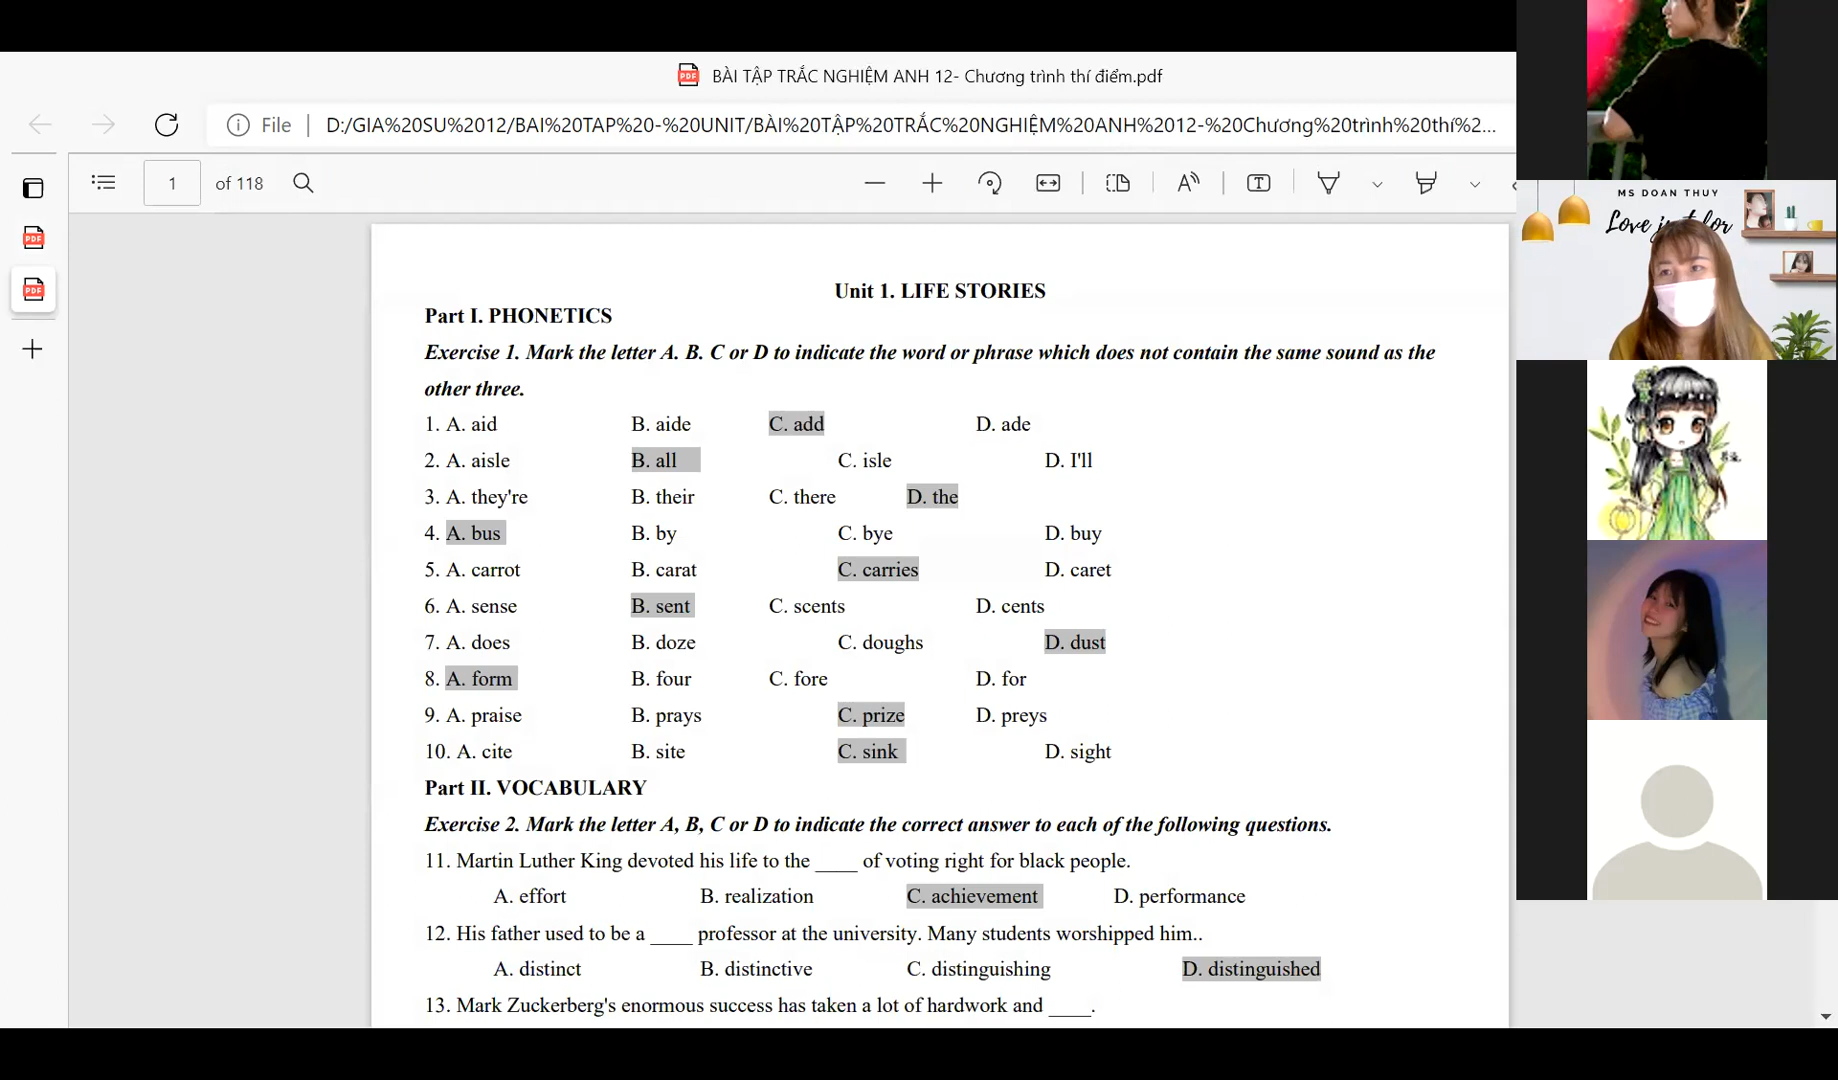 BÀI TẬP TRẮC NGHIỆM ANH 12- Chương trình thí điểm.pdf
File D:/GIA%20SU%2012/BAI%20TAP%20-%20UNIT/BÀI%20TẬP%20TRẮC%20NGHIỆM%20ANH%2012-%20Chương%20trình%20thí%2...
1 of 118
MS DOAN THUY
Unit 1. LIFE STORIES
Part I. PHONETICS
Exercise 1. Mark the letter A. B. C or D to indicate the word or phrase which does not contain the same sound as the
other three.
1. A. aid B. aide C. add D. ade
2. A. aisle B. all C. isle D. I'll
3. A. they're B. their C. there D. the
4. A. bus B. by C. bye D. buy
5. A. carrot B. carat C. carries D. caret
6. A. sense B. sent C. scents D. cents
7. A. does B. doze C. doughs D. dust
8. A. form B. four C. fore D. for
9. A. praise B. prays C. prize D. preys
10. A. cite B. site C. sink D. sight
Part II. VOCABULARY
Exercise 2. Mark the letter A, B, C or D to indicate the correct answer to each of the following questions.
11. Martin Luther King devoted his life to the ____ of voting right for black people.
A. effort B. realization C. achievement D. performance
12. His father used to be a ____ professor at the university. Many students worshipped him..
A. distinct B. distinctive C. distinguishing D. distinguished
13. Mark Zuckerberg's enormous success has taken a lot of hardwork and ____.